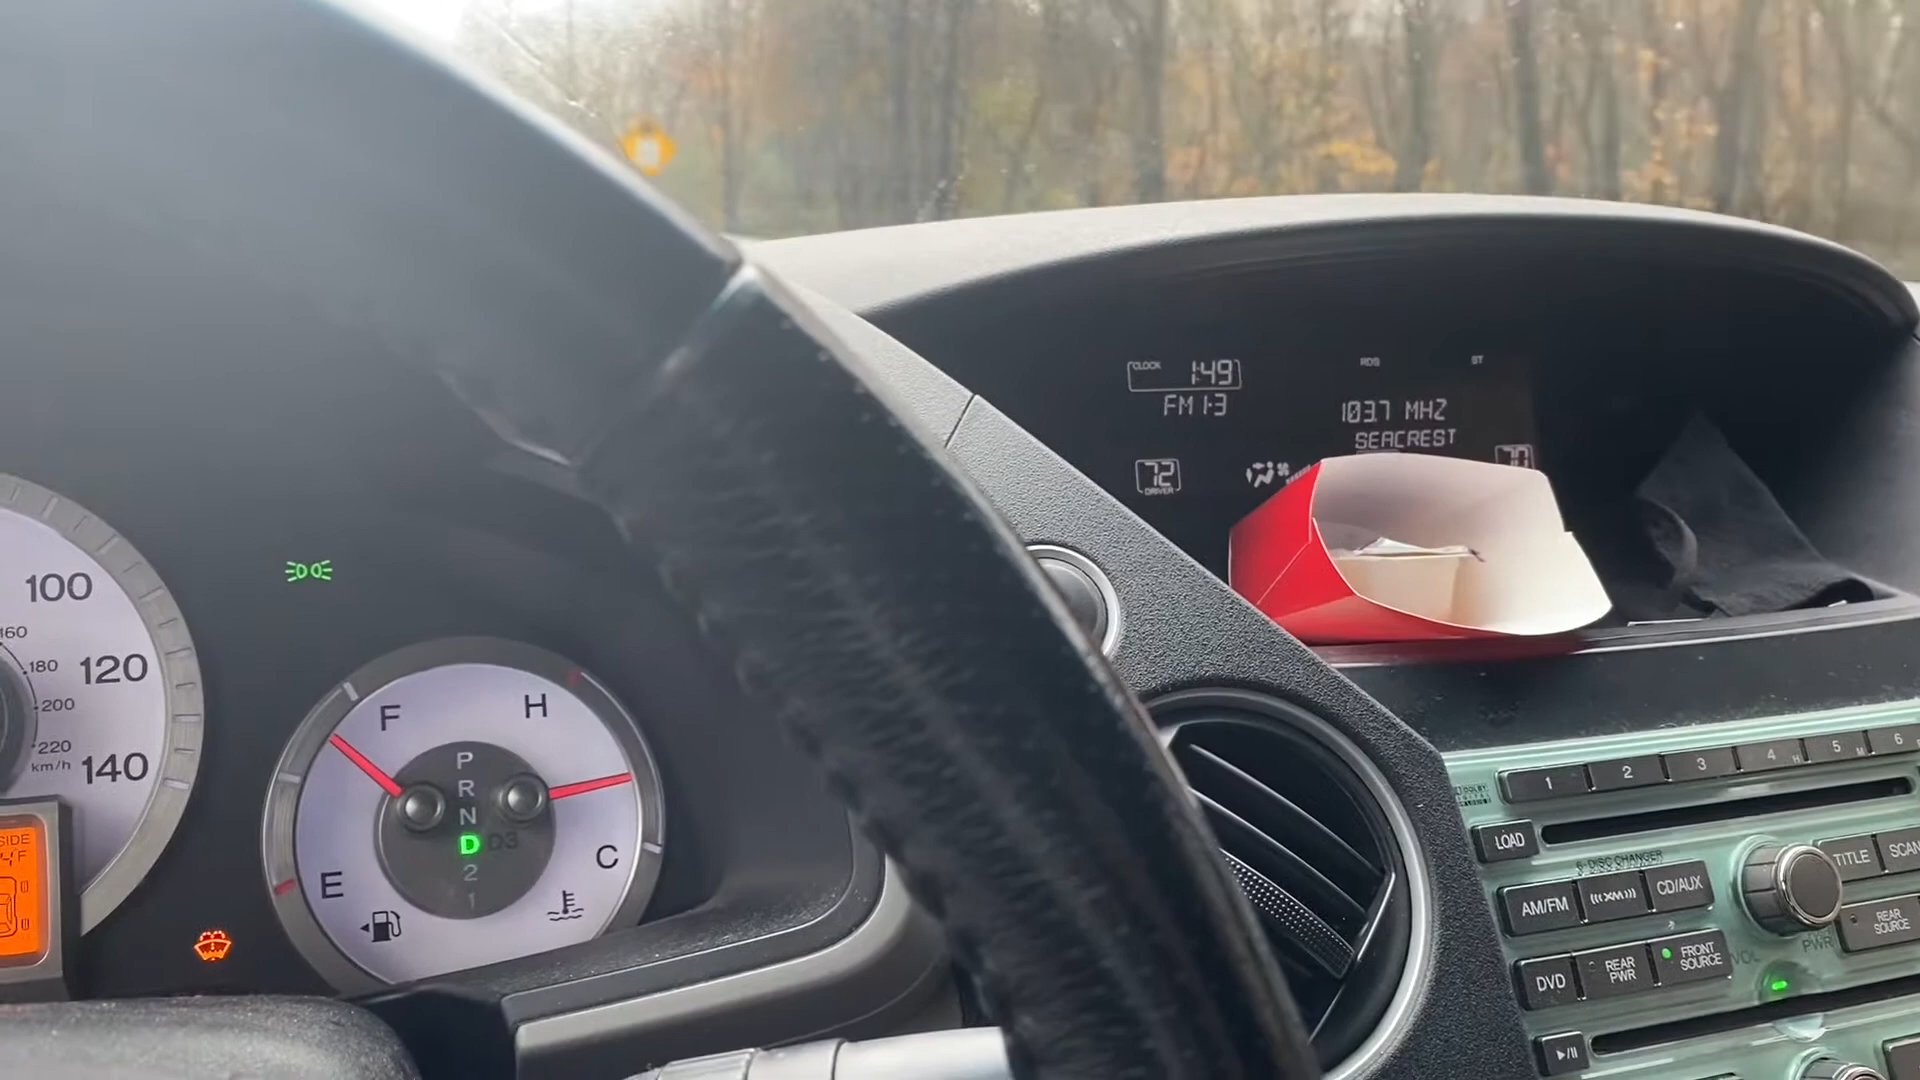 CLOCK 1:49
RDS
ST
FM 1-3
103.7 MHZ
SEACREST
72
DRIVER
70
100
160
180
120
200
220
km/h
140
SIDE
F
H
P
R
N
D D3
2
1
E
C
1
2
3
4
5
6
LOAD
6-DISC CHANGER
TITLE
SCAN
AM/FM
XM
CD/AUX
REAR SOURCE
PWR
VOL
DVD
REAR PWR
FRONT SOURCE